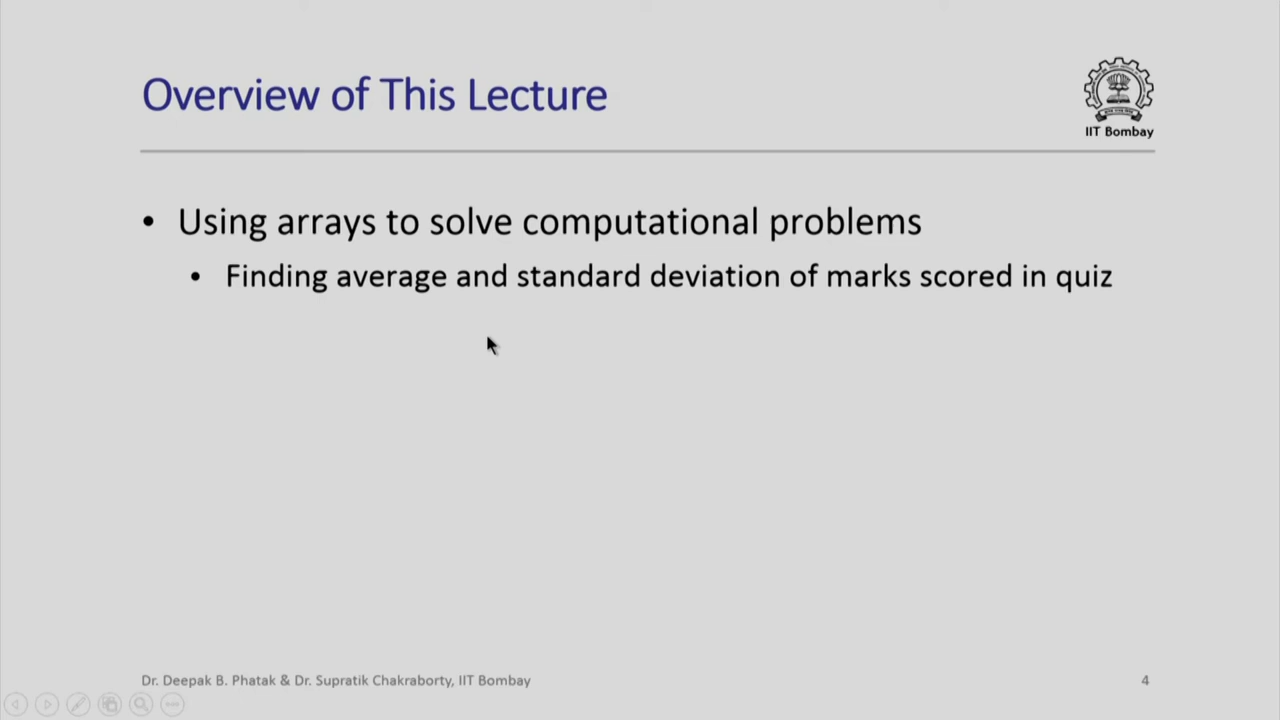 Overview of This Lecture
IIT Bombay
• Using arrays to solve computational problems
• Finding average and standard deviation of marks scored in quiz
Dr. Deepak B. Phatak & Dr. Supratik Chakraborty, IIT Bombay
4